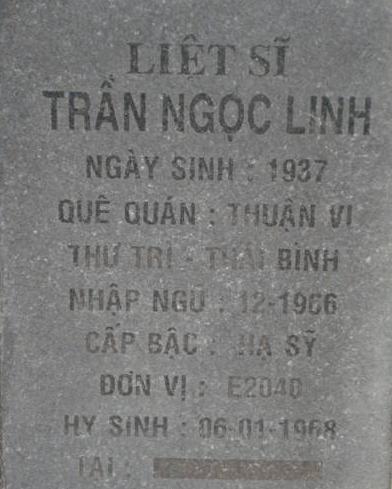 LIỆT SĨ
TRẦN NGỌC LINH
NGÀY SINH : 1937
QUÊ QUÁN : THUẬN VI
THƯ TRÌ - THÁI BÌNH
NHẬP NGŨ : 12-1966
CẤP BẬC : HẠ SỸ
ĐƠN VỊ : E2040
HY SINH : 06-01-1968
TẠI :